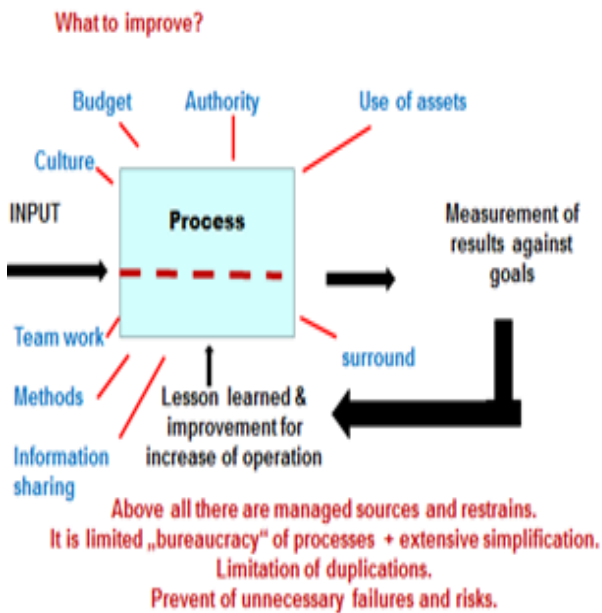 What to improve?
Budget
Authority
Use of assets
Culture
INPUT
Process
Measurement of
results against
goals
Team work
surround
Methods
Lesson learned &
improvement for
increase of operation
Information
sharing
Above all there are managed sources and restrains.
It is limited „bureaucracy“ of processes + extensive simplification.
Limitation of duplications.
Prevent of unnecessary failures and risks.